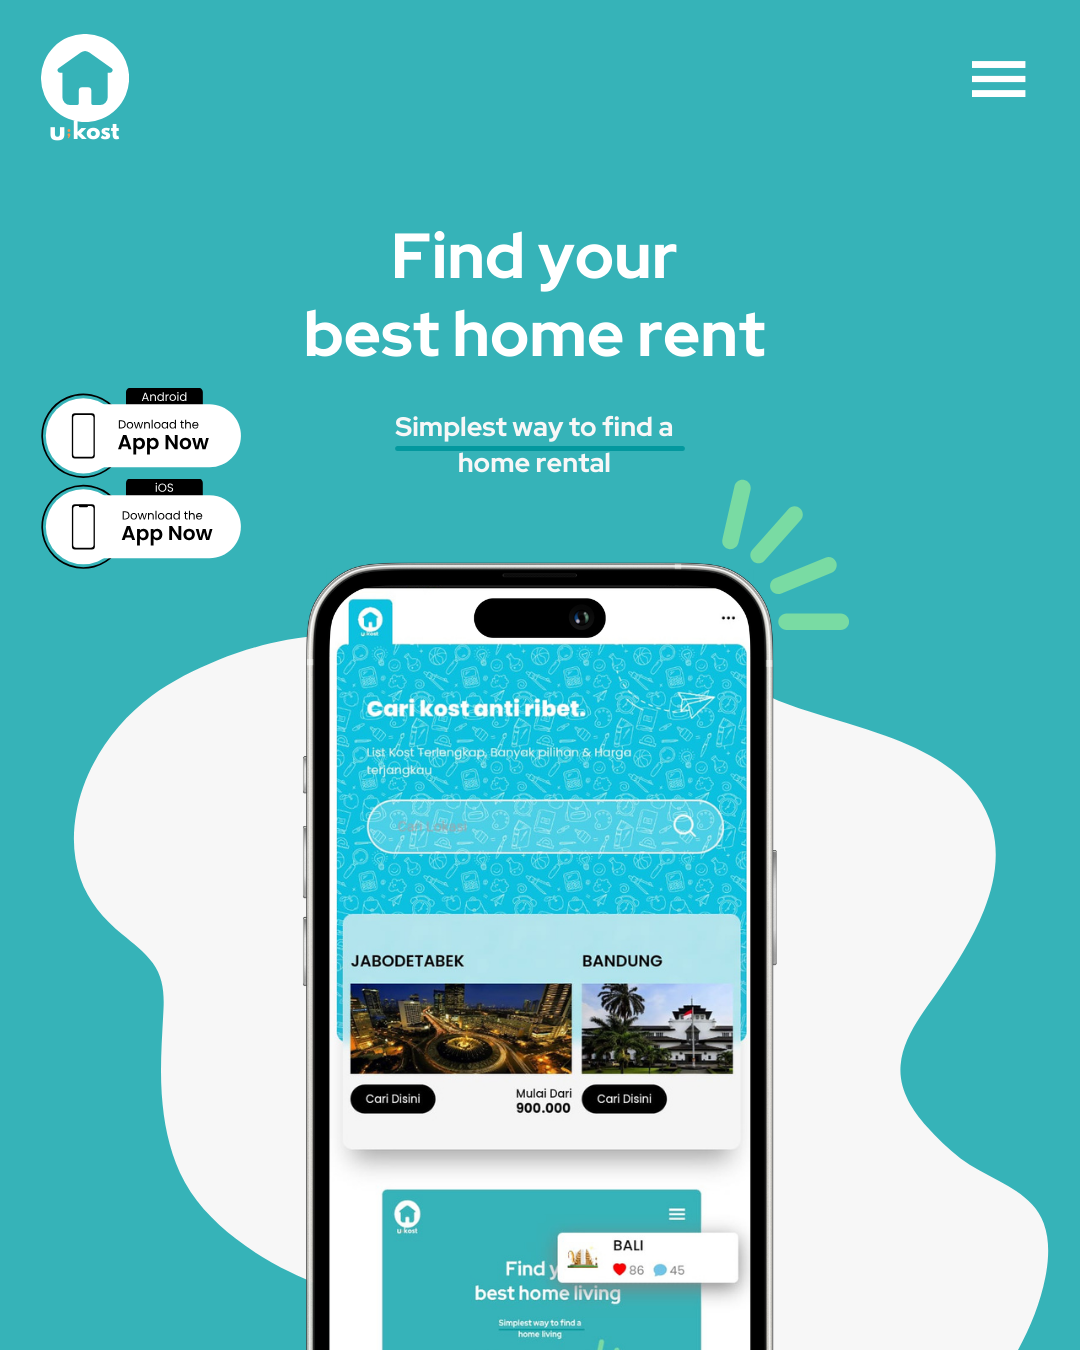 u:kost
Find your
best home rent
Simplest way to find a
home rental
Android
Download the
App Now
iOS
Download the
App Now
u:kost
Cari kost anti ribet.
List Kost Terlengkap, Banyak pilihan & Harga
terjangkau
Cari Lokasi
JABODETABEK
BANDUNG
Cari Disini
Mulai Dari
900.000
Cari Disini
u:kost
Find y
best home living
Simplest way to find a
home living
BALI
86 45